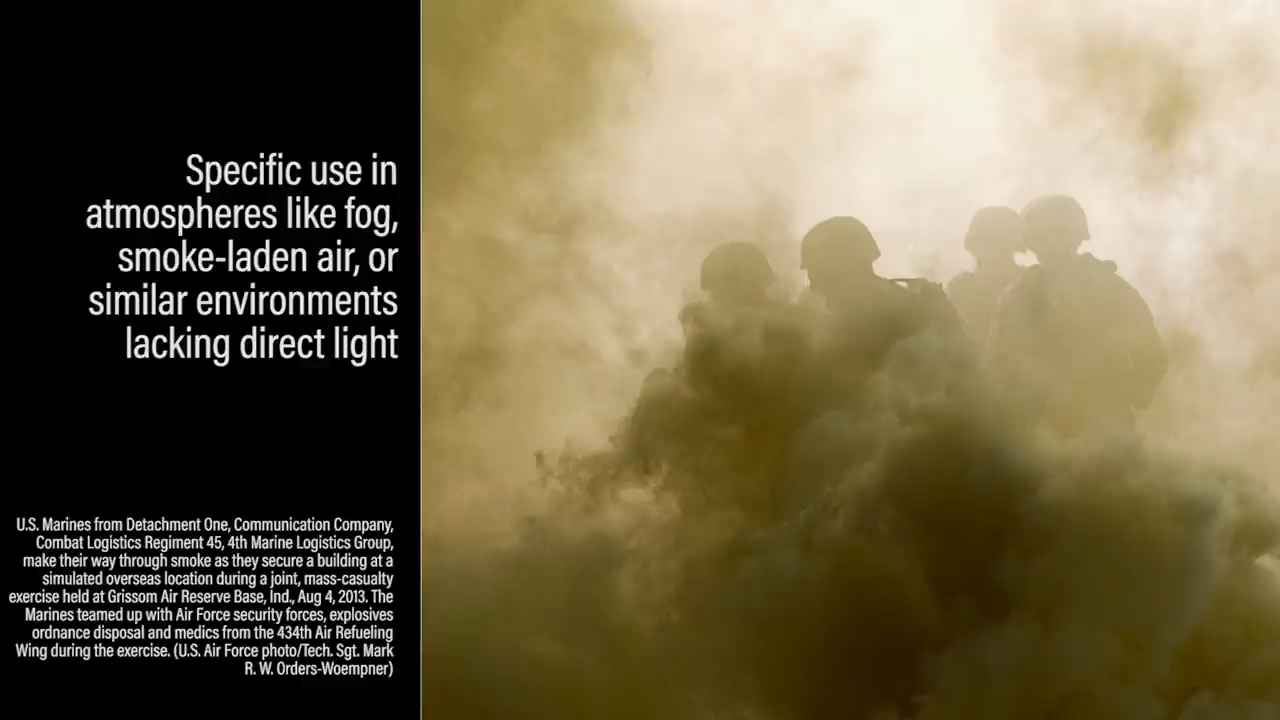 Specific use in
atmospheres like fog,
smoke-laden air, or
similar environments
lacking direct light
U.S. Marines from Detachment One, Communication Company,
Combat Logistics Regiment 45, 4th Marine Logistics Group,
make their way through smoke as they secure a building at a
simulated overseas location during a joint, mass-casualty
exercise held at Grissom Air Reserve Base, Ind., Aug 4, 2013. The
Marines teamed up with Air Force security forces, explosives
ordnance disposal and medics from the 434th Air Refueling
Wing during the exercise. (U.S. Air Force photo/Tech. Sgt. Mark
R. W. Orders-Woempner)